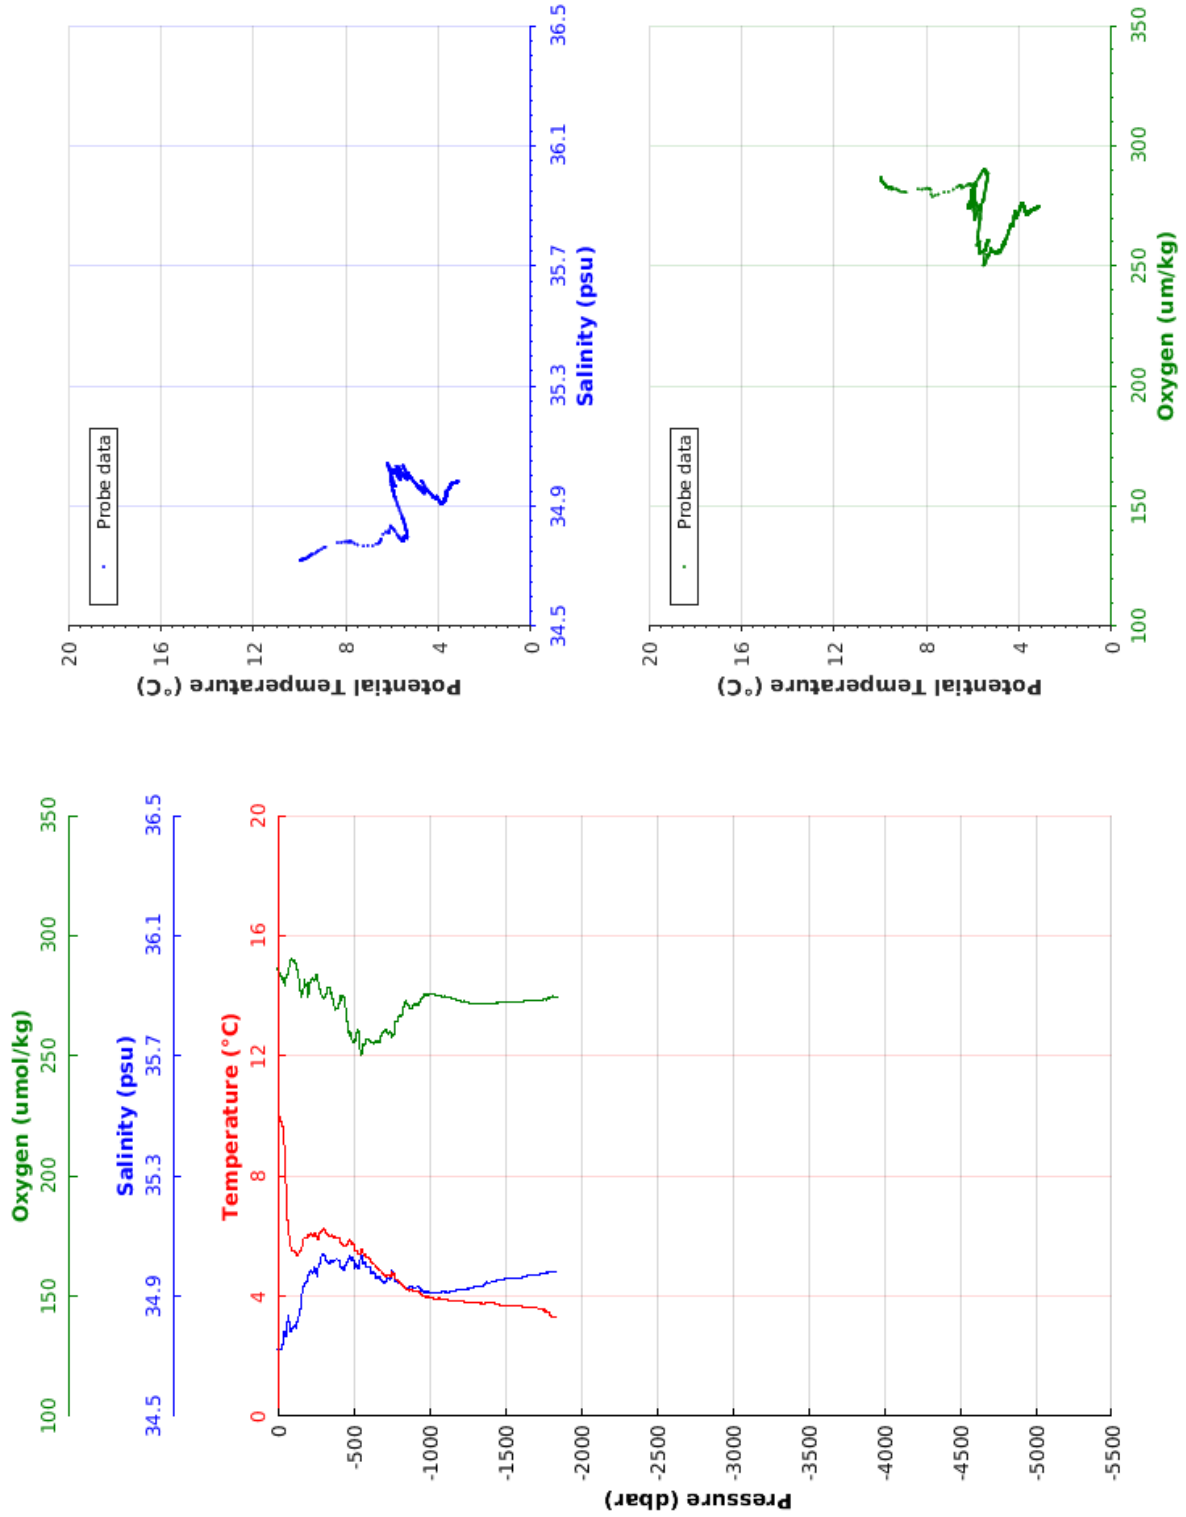 Oxygen (umol/kg)
100 150 200 250 300 350
Salinity (psu)
34.5 34.9 35.3 35.7 36.1 36.5
Temperature (°C)
0 4 8 12 16 20
Pressure (dbar)
0
-500
-1000
-1500
-2000
-2500
-3000
-3500
-4000
-4500
-5000
-5500
Potential Temperature (°C)
20
16
12
8
4
0
Probe data
34.5 34.9 35.3 35.7 36.1 36.5
Salinity (psu)
Potential Temperature (°C)
20
16
12
8
4
0
Probe data
100 150 200 250 300 350
Oxygen (um/kg)